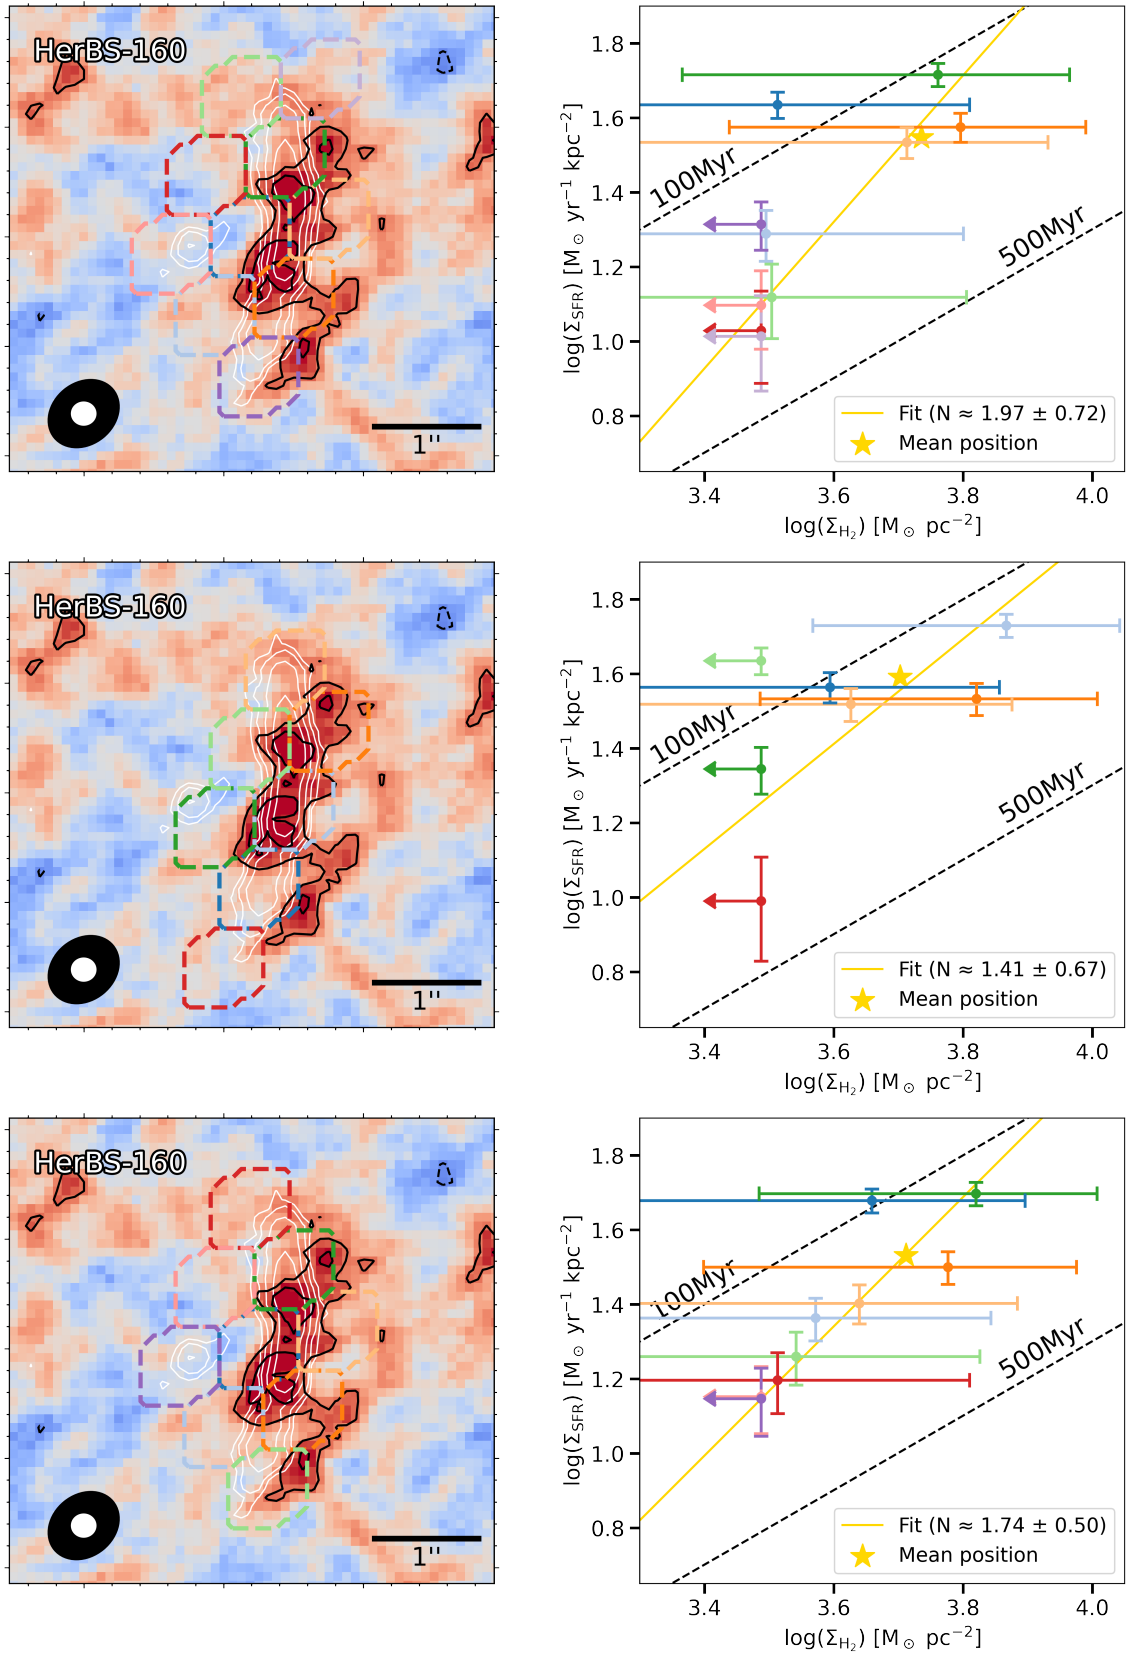 HerBS-160
1''
1.8
1.6
1.4
1.2
1.0
0.8
log(Σ_SFR) [M_⊙ yr⁻¹ kpc⁻²]
100Myr
500Myr
Fit (N ≈ 1.97 ± 0.72)
Mean position
3.4 3.6 3.8 4.0
log(Σ_H₂) [M_⊙ pc⁻²]
HerBS-160
1''
1.8
1.6
1.4
1.2
1.0
0.8
log(Σ_SFR) [M_⊙ yr⁻¹ kpc⁻²]
100Myr
500Myr
Fit (N ≈ 1.41 ± 0.67)
Mean position
3.4 3.6 3.8 4.0
log(Σ_H₂) [M_⊙ pc⁻²]
HerBS-160
1''
1.8
1.6
1.4
1.2
1.0
0.8
log(Σ_SFR) [M_⊙ yr⁻¹ kpc⁻²]
100Myr
500Myr
Fit (N ≈ 1.74 ± 0.50)
Mean position
3.4 3.6 3.8 4.0
log(Σ_H₂) [M_⊙ pc⁻²]